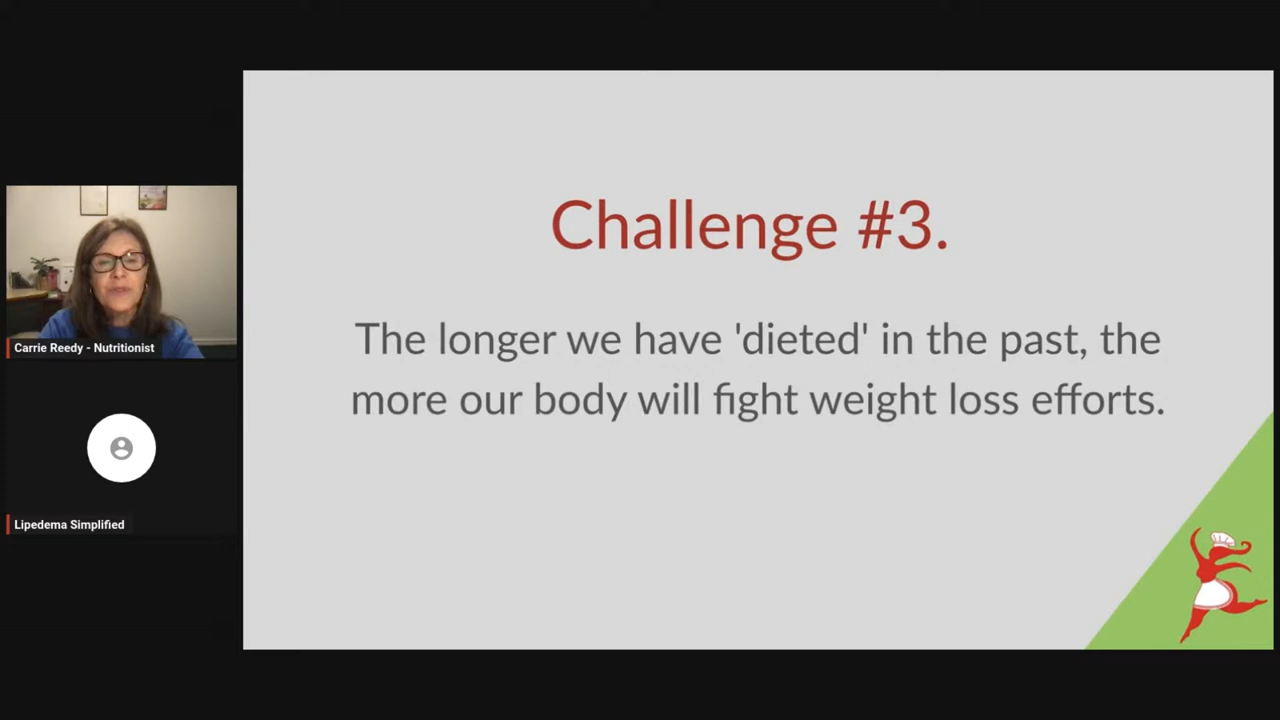 Challenge #3.
The longer we have 'dieted' in the past, the
more our body will fight weight loss efforts.
Carrie Reedy - Nutritionist
Lipedema Simplified